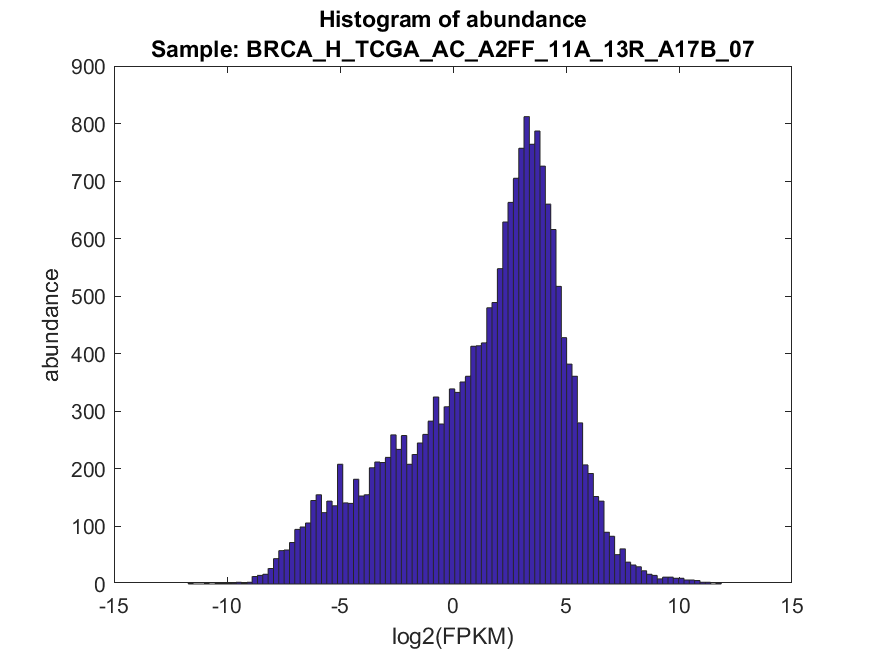 Histogram of abundance
Sample: BRCA_H_TCGA_AC_A2FF_11A_13R_A17B_07
900
800
700
600
500
400
300
200
100
0
abundance
-15 -10 -5 0 5 10 15
log2(FPKM)